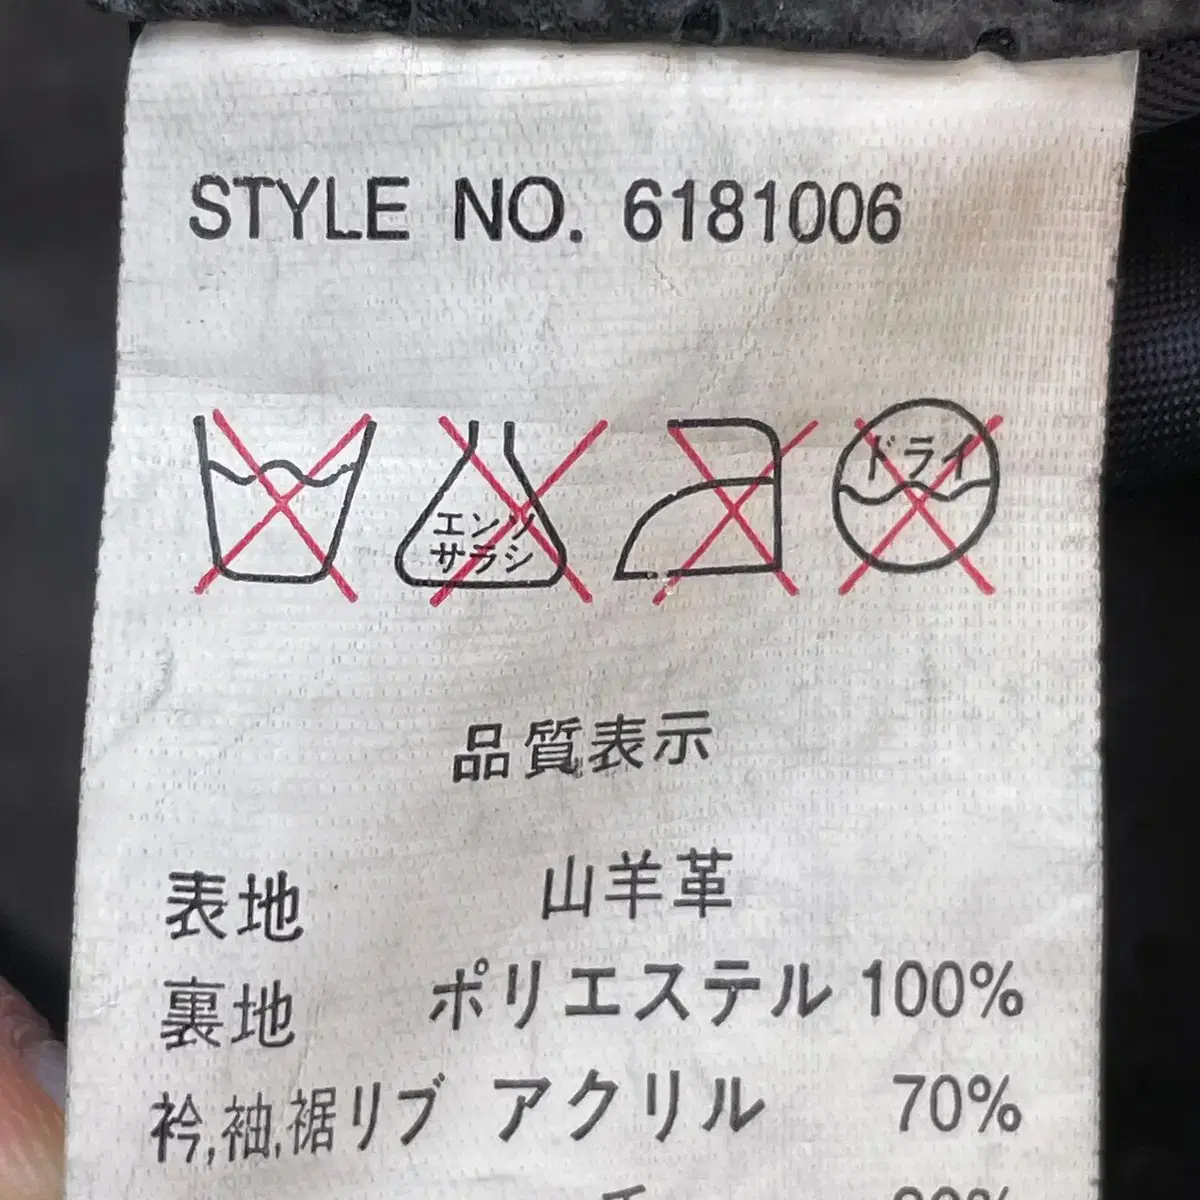 STYLE NO. 6181006
エンソ
サラシ
ドライ
品質表示
表地 山羊革
裏地 ポリエステル 100%
衿,袖,裾リブ アクリル 70%